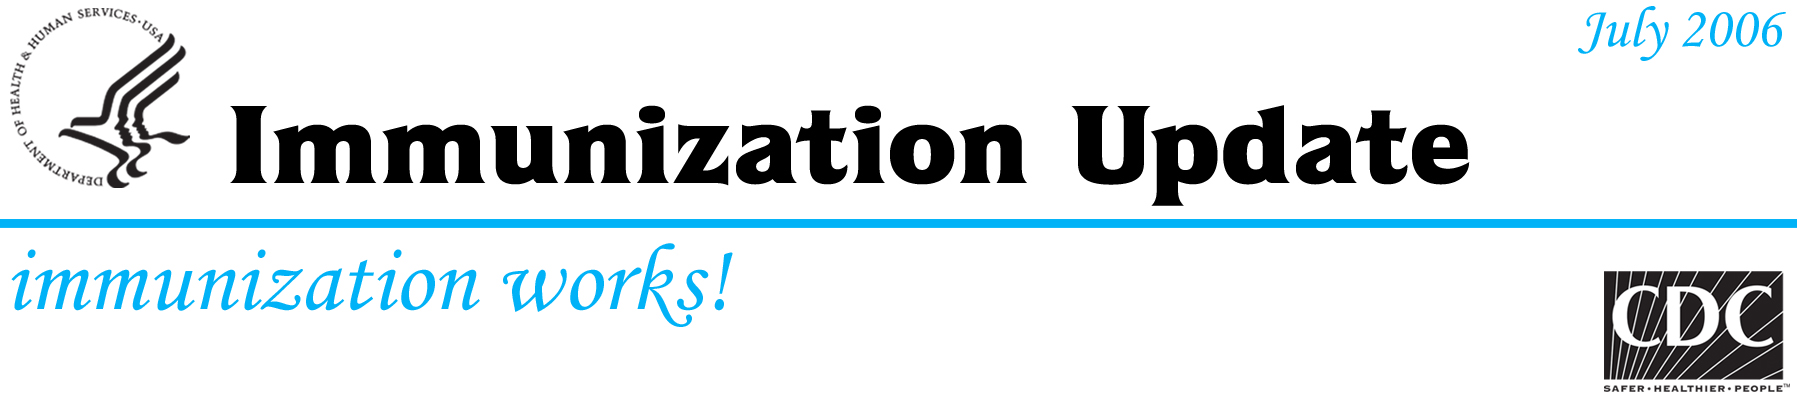 July 2006
DEPARTMENT OF HEALTH & HUMAN SERVICES · USA
Immunization Update
immunization works!
CDC
SAFER · HEALTHIER · PEOPLE™